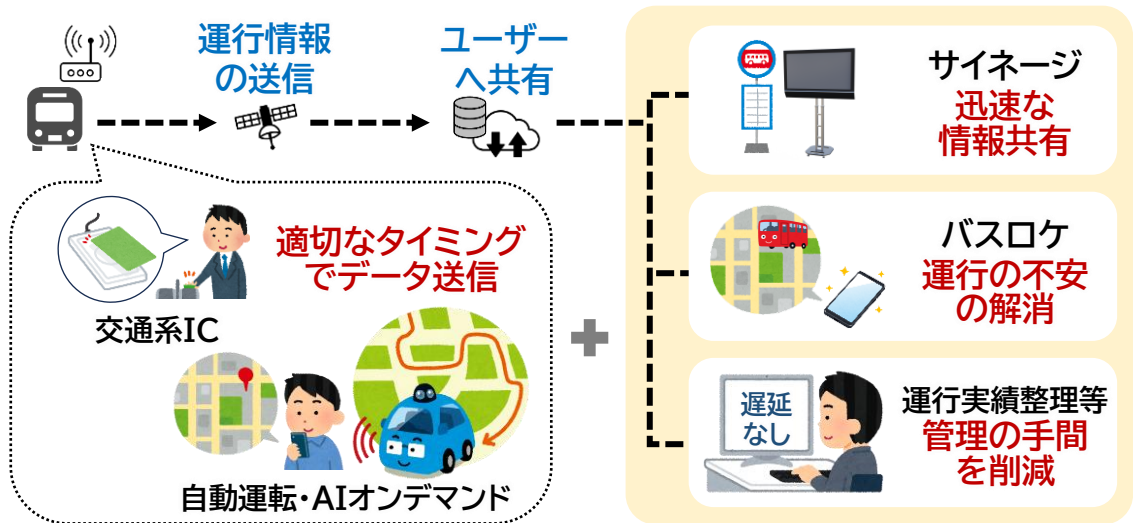 運行情報
の送信
ユーザー
へ共有
適切なタイミング
でデータ送信
交通系IC
自動運転・AIオンデマンド
サイネージ
迅速な
情報共有
バスロケ
運行の不安
の解消
遅延
なし
運行実績整理等
管理の手間
を削減